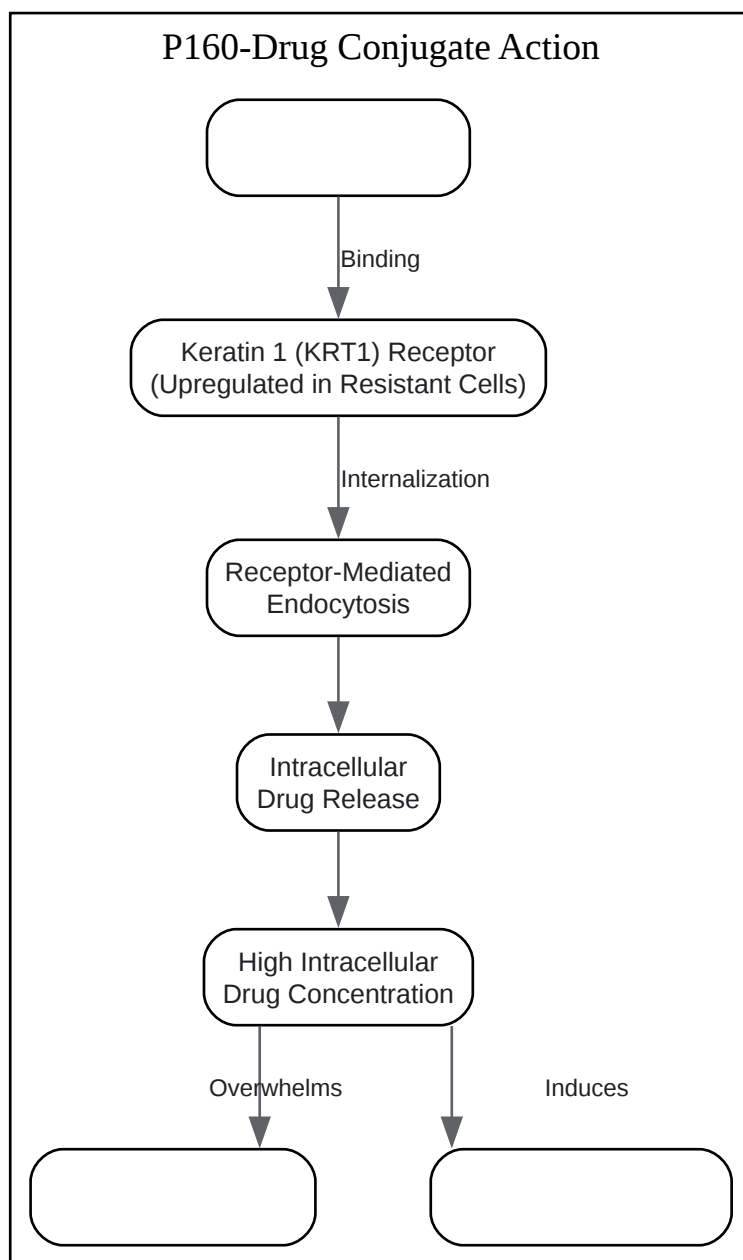 P160-Drug Conjugate Action
Binding
Keratin 1 (KRT1) Receptor
(Upregulated in Resistant Cells)
Internalization
Receptor-Mediated
Endocytosis
Intracellular
Drug Release
High Intracellular
Drug Concentration
Overwhelms
Induces